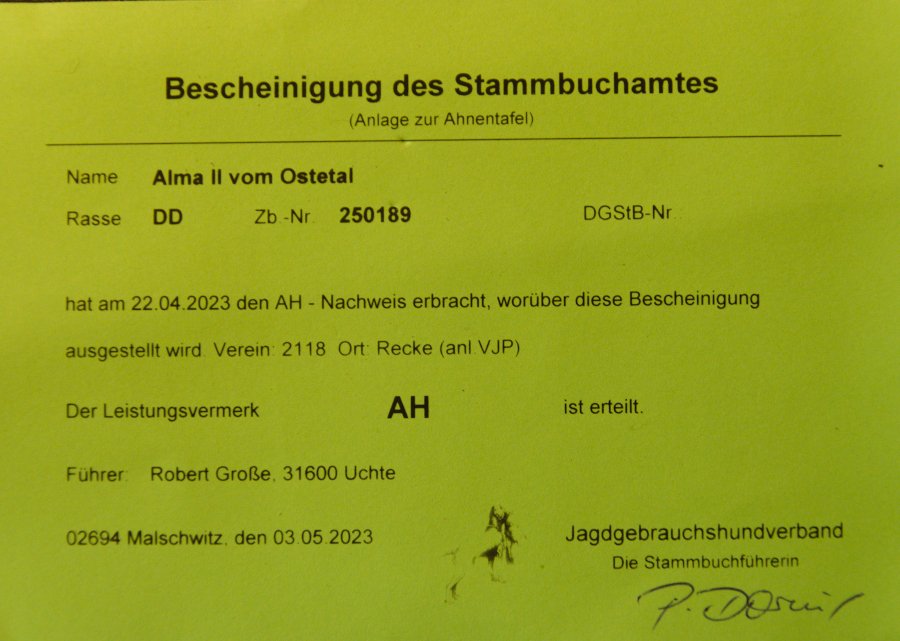 Bescheinigung des Stammbuchamtes
(Anlage zur Ahnentafel)
Name Alma II vom Ostetal
Rasse DD Zb.-Nr. 250189 DGStB-Nr.
hat am 22.04.2023 den AH - Nachweis erbracht, worüber diese Bescheinigung
ausgestellt wird. Verein: 2118 Ort: Recke (anl.VJP)
Der Leistungsvermerk AH ist erteilt.
Führer: Robert Große, 31600 Uchte
02694 Malschwitz, den 03.05.2023 Jagdgebrauchshundverband
Die Stammbuchführerin